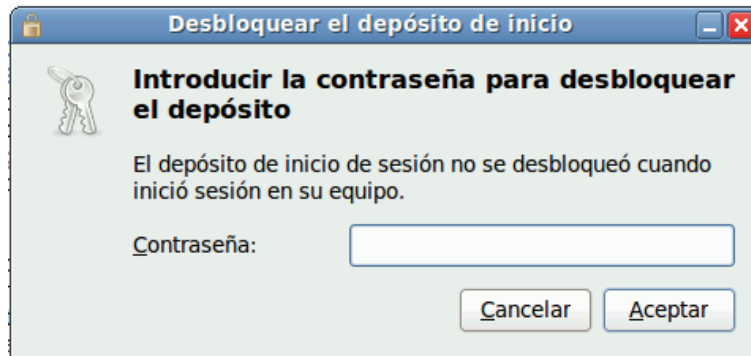 Desbloquear el depósito de inicio
Introducir la contraseña para desbloquear
el depósito
El depósito de inicio de sesión no se desbloqueó cuando
inició sesión en su equipo.
Contraseña:
Cancelar
Aceptar